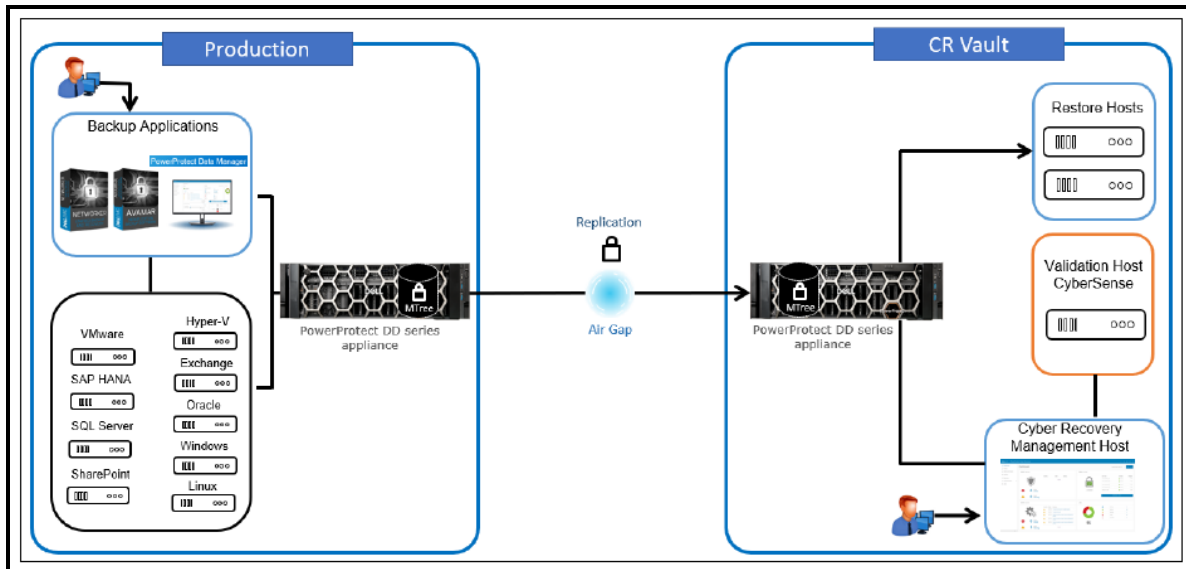 Production
CR Vault
Backup Applications
PowerProtect Data Manager
NETWORKER
AVAMAR
VMware
Hyper-V
SAP HANA
Exchange
SQL Server
Oracle
SharePoint
Windows
Linux
DELL
MTree
PowerProtect DD series
appliance
Replication
Air Gap
MTree
PowerProtect DD series
appliance
Restore Hosts
Validation Host
CyberSense
Cyber Recovery
Management Host